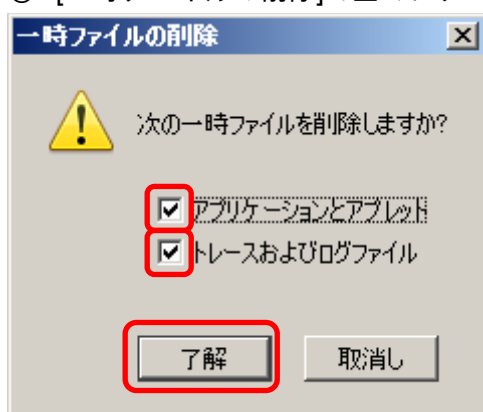 一時ファイルの削除
次の一時ファイルを削除しますか?
アプリケーションとアプレット
トレースおよびログファイル
了解 取消し